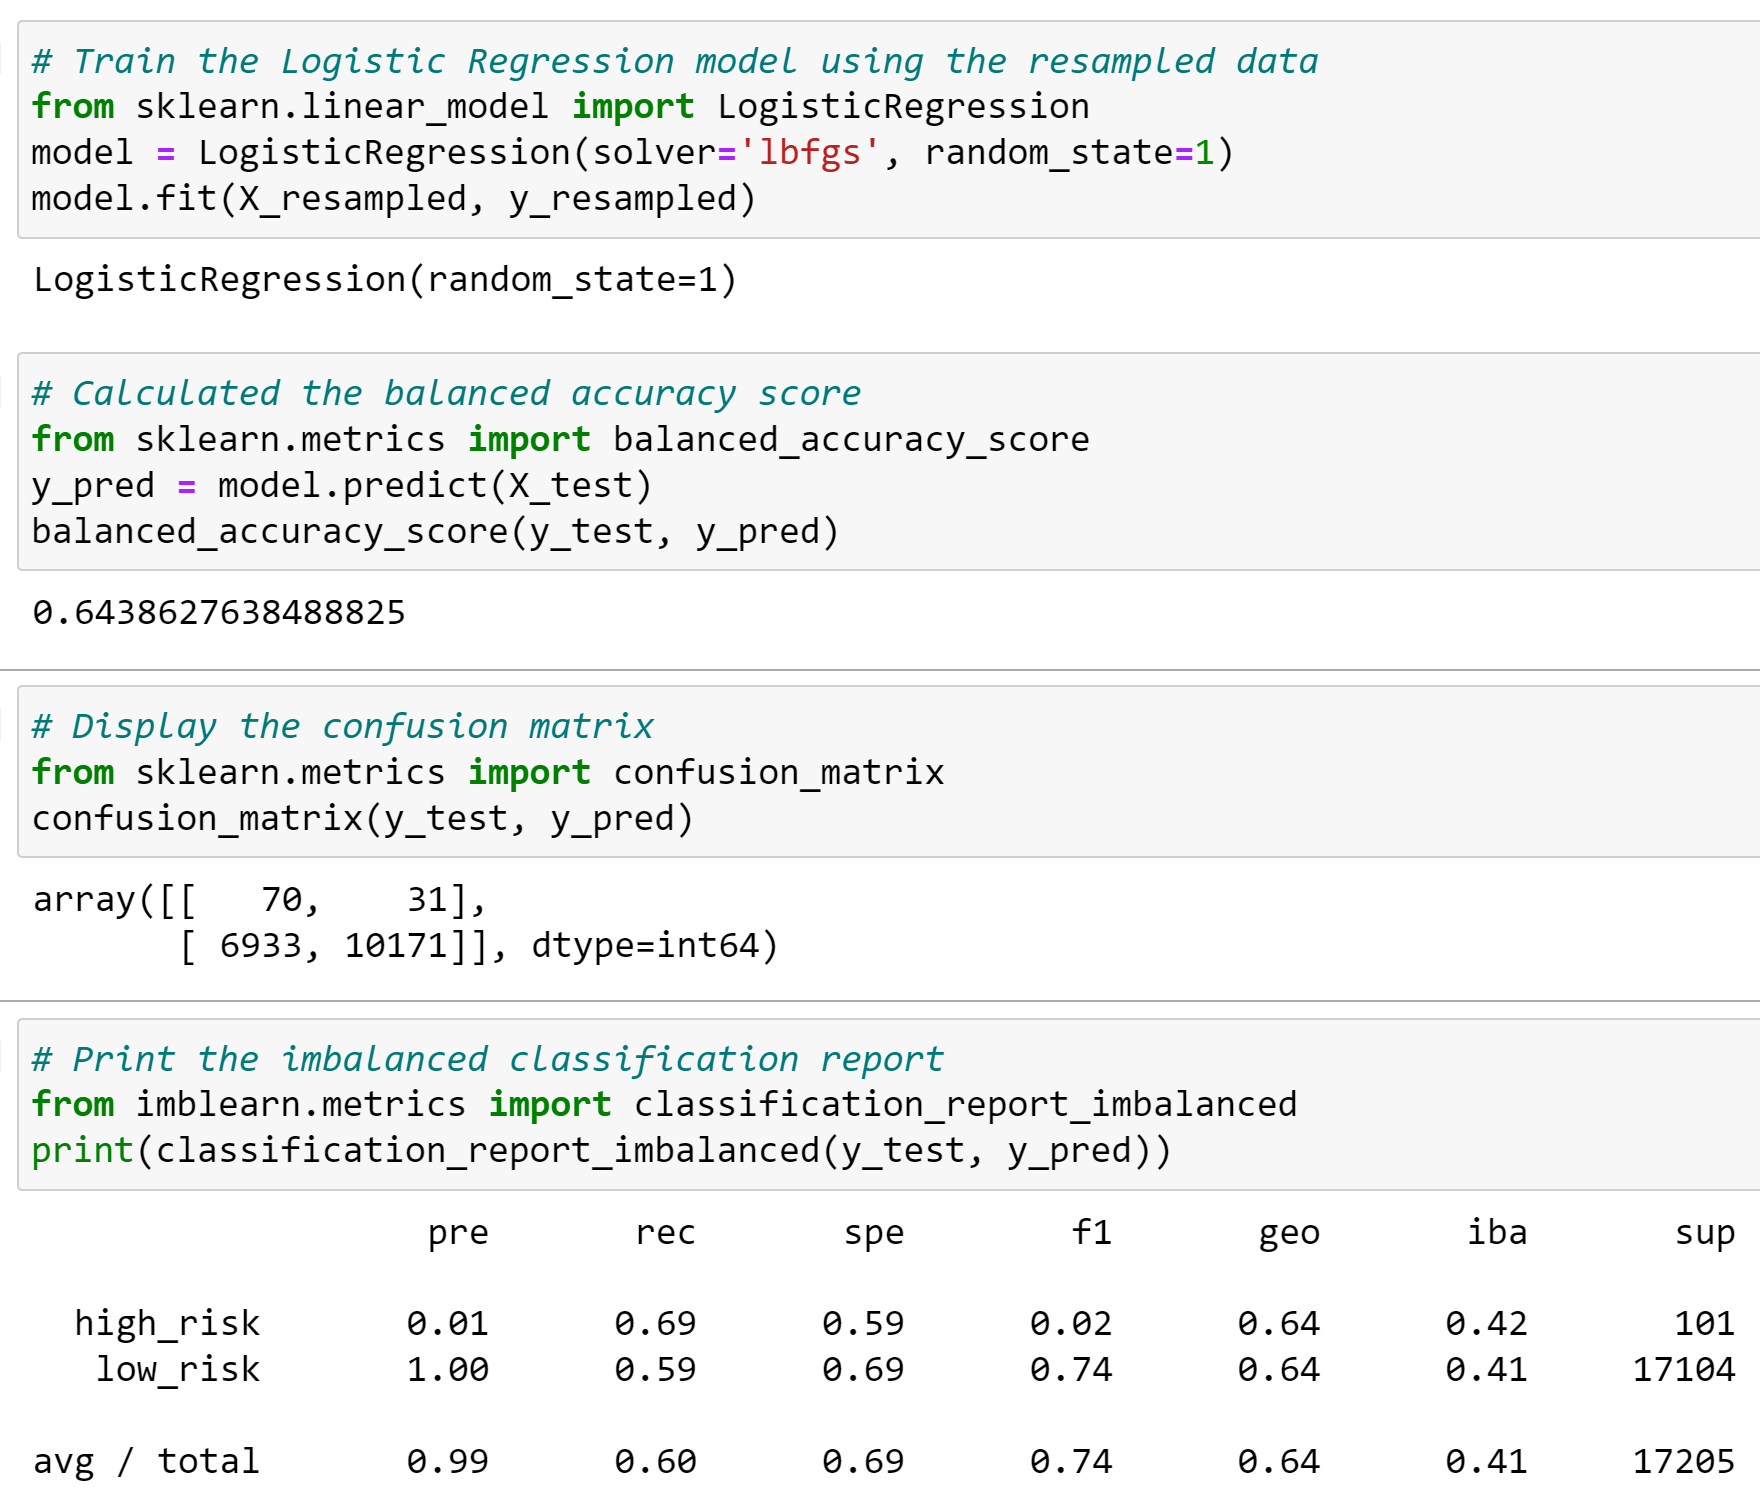 # Train the Logistic Regression model using the resampled data
from sklearn.linear_model import LogisticRegression
model = LogisticRegression(solver='lbfgs', random_state=1)
model.fit(X_resampled, y_resampled)
LogisticRegression(random_state=1)
# Calculated the balanced accuracy score
from sklearn.metrics import balanced_accuracy_score
y_pred = model.predict(X_test)
balanced_accuracy_score(y_test, y_pred)
0.6438627638488825
# Display the confusion matrix
from sklearn.metrics import confusion_matrix
confusion_matrix(y_test, y_pred)
array([[   70,    31],
       [ 6933, 10171]], dtype=int64)
# Print the imbalanced classification report
from imblearn.metrics import classification_report_imbalanced
print(classification_report_imbalanced(y_test, y_pred))
                   pre       rec       spe        f1       geo       iba       sup
  high_risk       0.01      0.69      0.59      0.02      0.64      0.42       101
   low_risk       1.00      0.59      0.69      0.74      0.64      0.41     17104
avg / total       0.99      0.60      0.69      0.74      0.64      0.41     17205